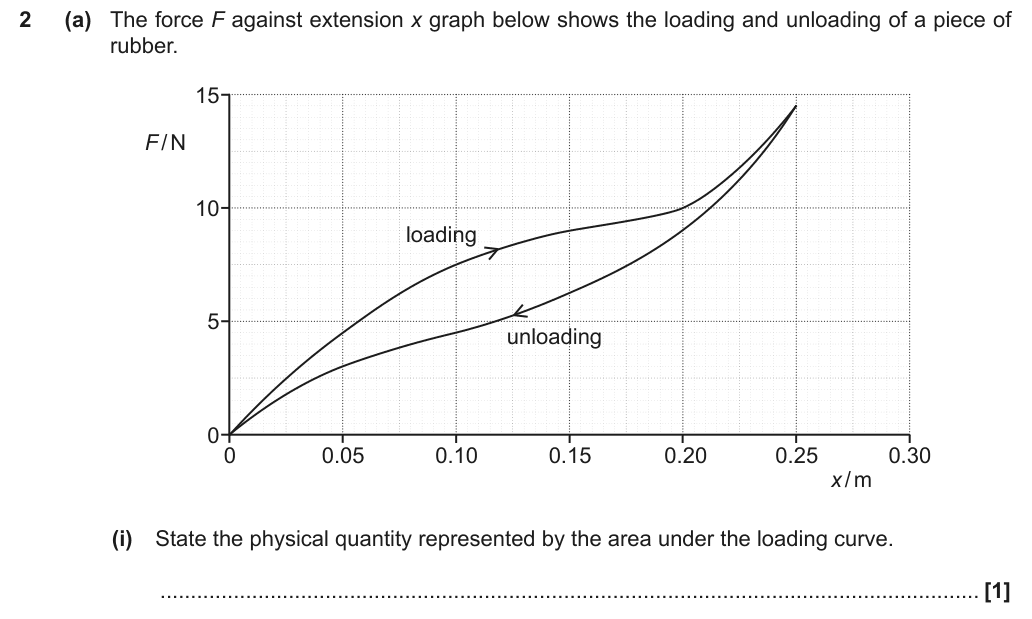 2 (a) The force F against extension x graph below shows the loading and unloading of a piece of
rubber.
15
F/N
10
loading
5
unloading
0
0 0.05 0.10 0.15 0.20 0.25 0.30
x/m
(i) State the physical quantity represented by the area under the loading curve.
.......................................................................................................................................... [1]